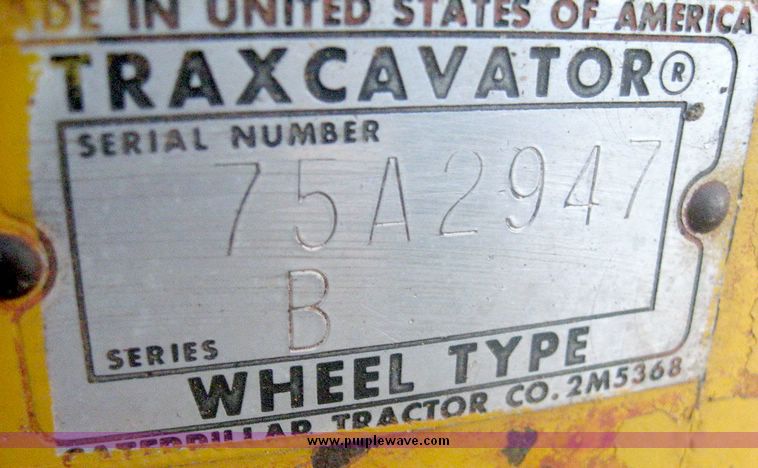 DE IN UNITED STATES OF AMERICA
TRAXCAVATOR®
SERIAL NUMBER
75A2947
B
SERIES
WHEEL TYPE
CATERPILLAR TRACTOR CO. 2M5368
www.purplewave.com